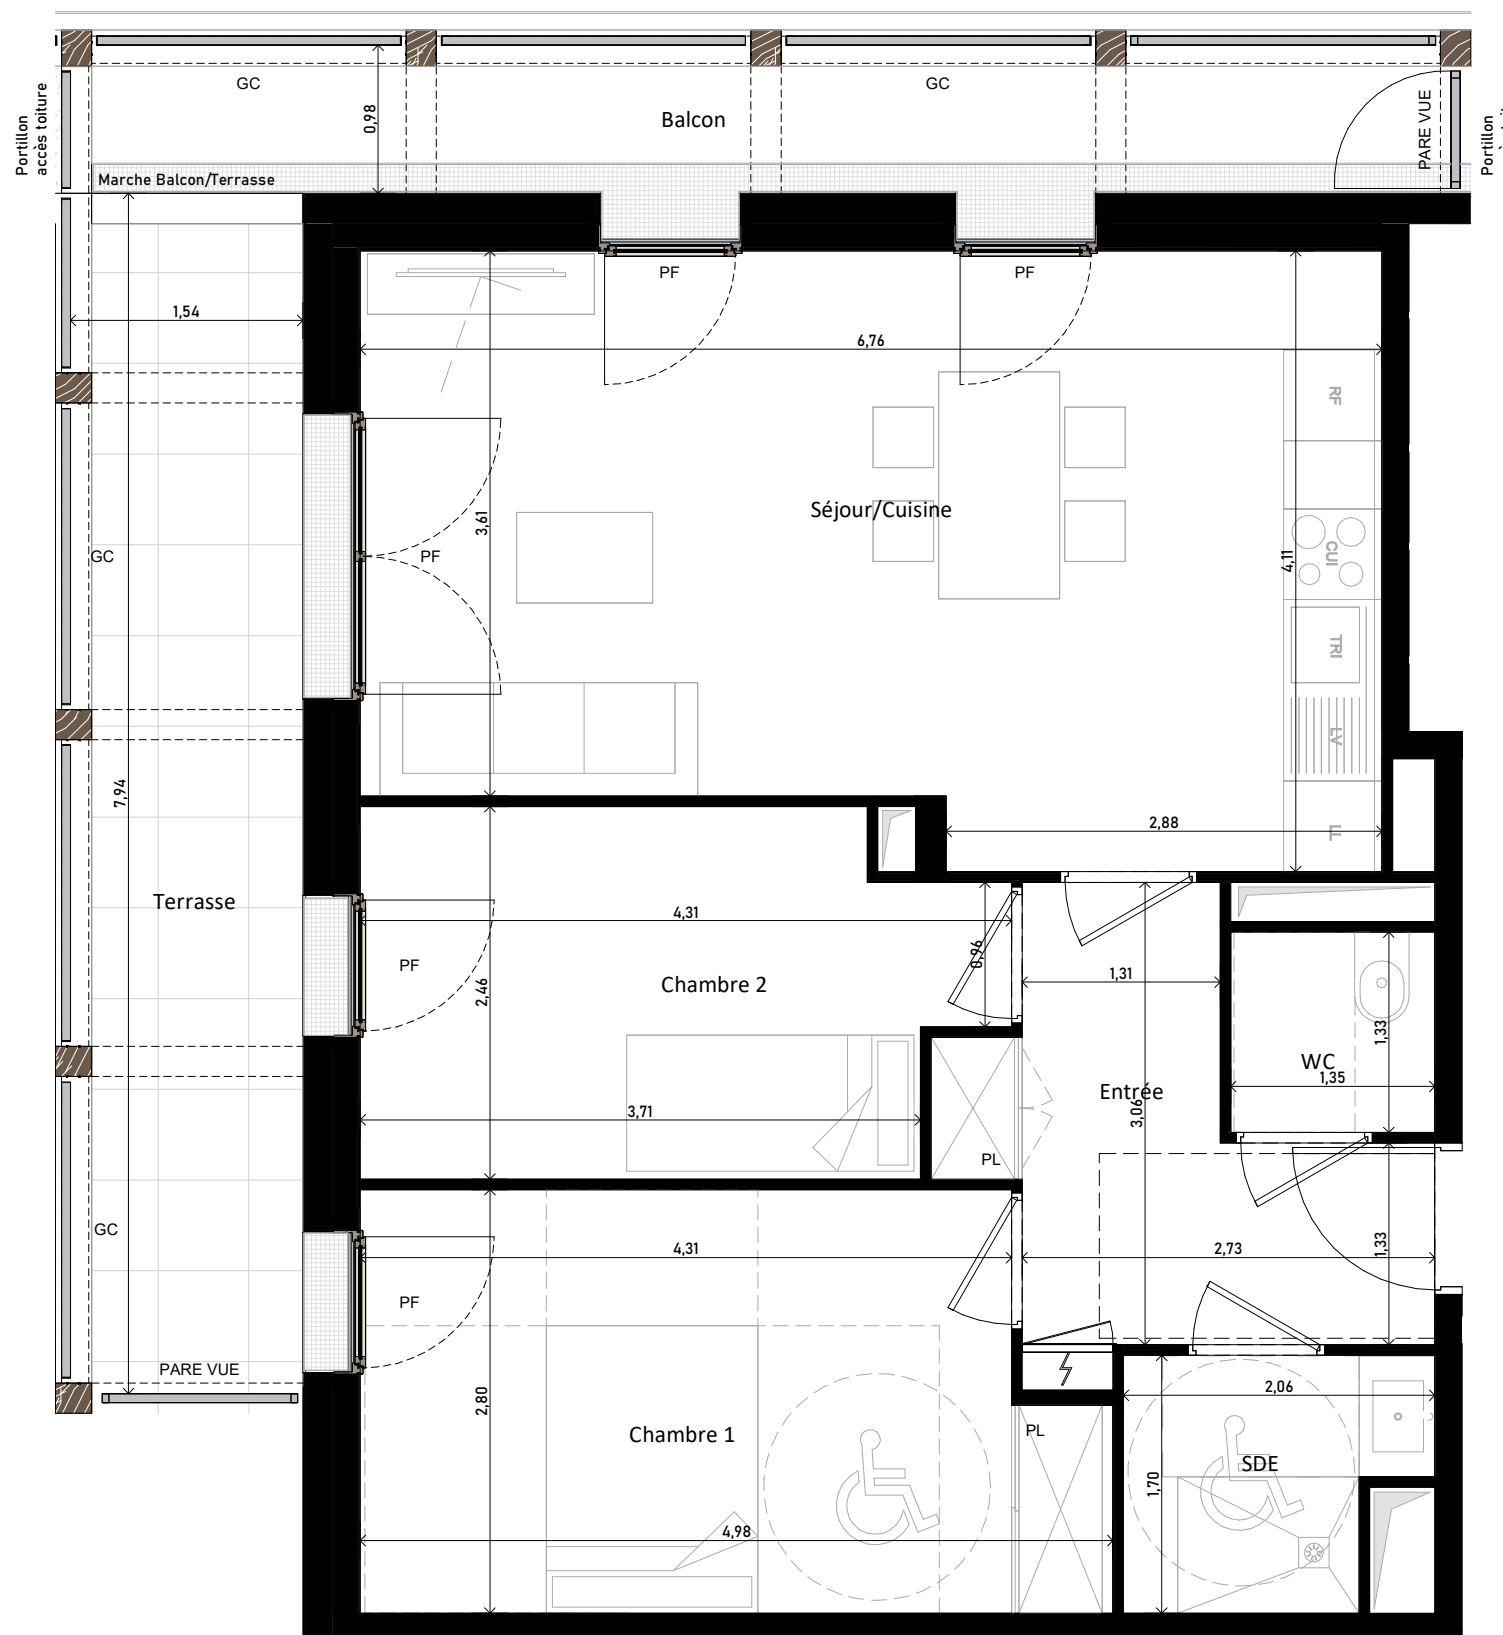 GC
GC
Portillon
accès toiture
0,98
Balcon
PARE VUE
Portillon
Marche Balcon/Terrasse
PF
PF
1,54
6,76
RF
3,61
Séjour/Cuisine
GC
PF
4,11
CUI
TRI
LV
7,94
2,88
LL
Terrasse
4,31
0,96
PF
2,46
Chambre 2
1,31
1,33
WC
1,35
Entrée
3,06
3,71
PL
GC
4,31
2,73
1,33
PF
PARE VUE
2,80
2,06
Chambre 1
PL
SDE
1,70
4,98